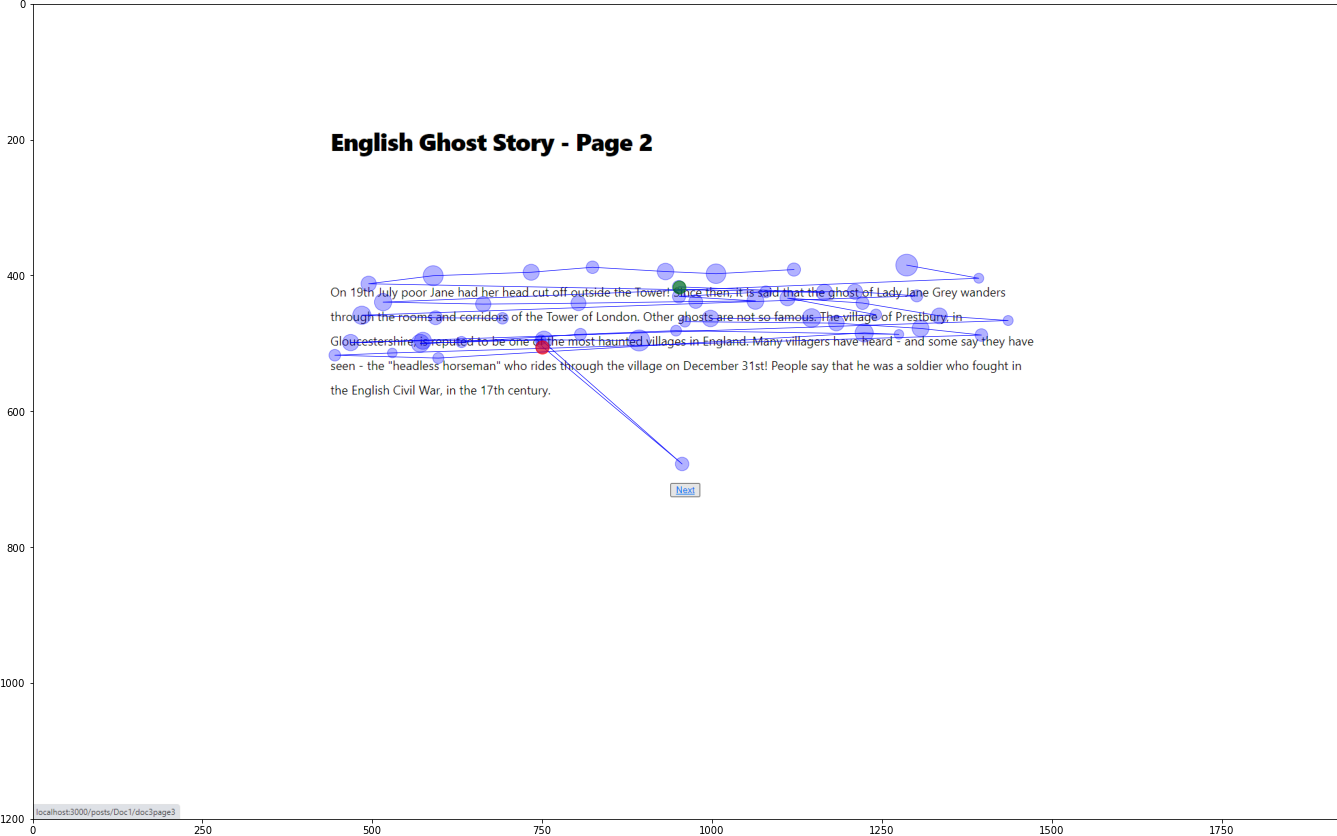 0
200
English Ghost Story - Page 2
400
On 19th July poor Jane had her head cut off outside the Tower! Since then, it is said that the ghost of Lady Jane Grey wanders
through the rooms and corridors of the Tower of London. Other ghosts are not so famous. The village of Prestbury, in
Gloucestershire, is reputed to be one of the most haunted villages in England. Many villagers have heard - and some say they have
seen - the "headless horseman" who rides through the village on December 31st! People say that he was a soldier who fought in
the English Civil War, in the 17th century.
600
Next
800
1000
localhost:3000/posts/Doc1/doc3page3
1200
0 250 500 750 1000 1250 1500 1750